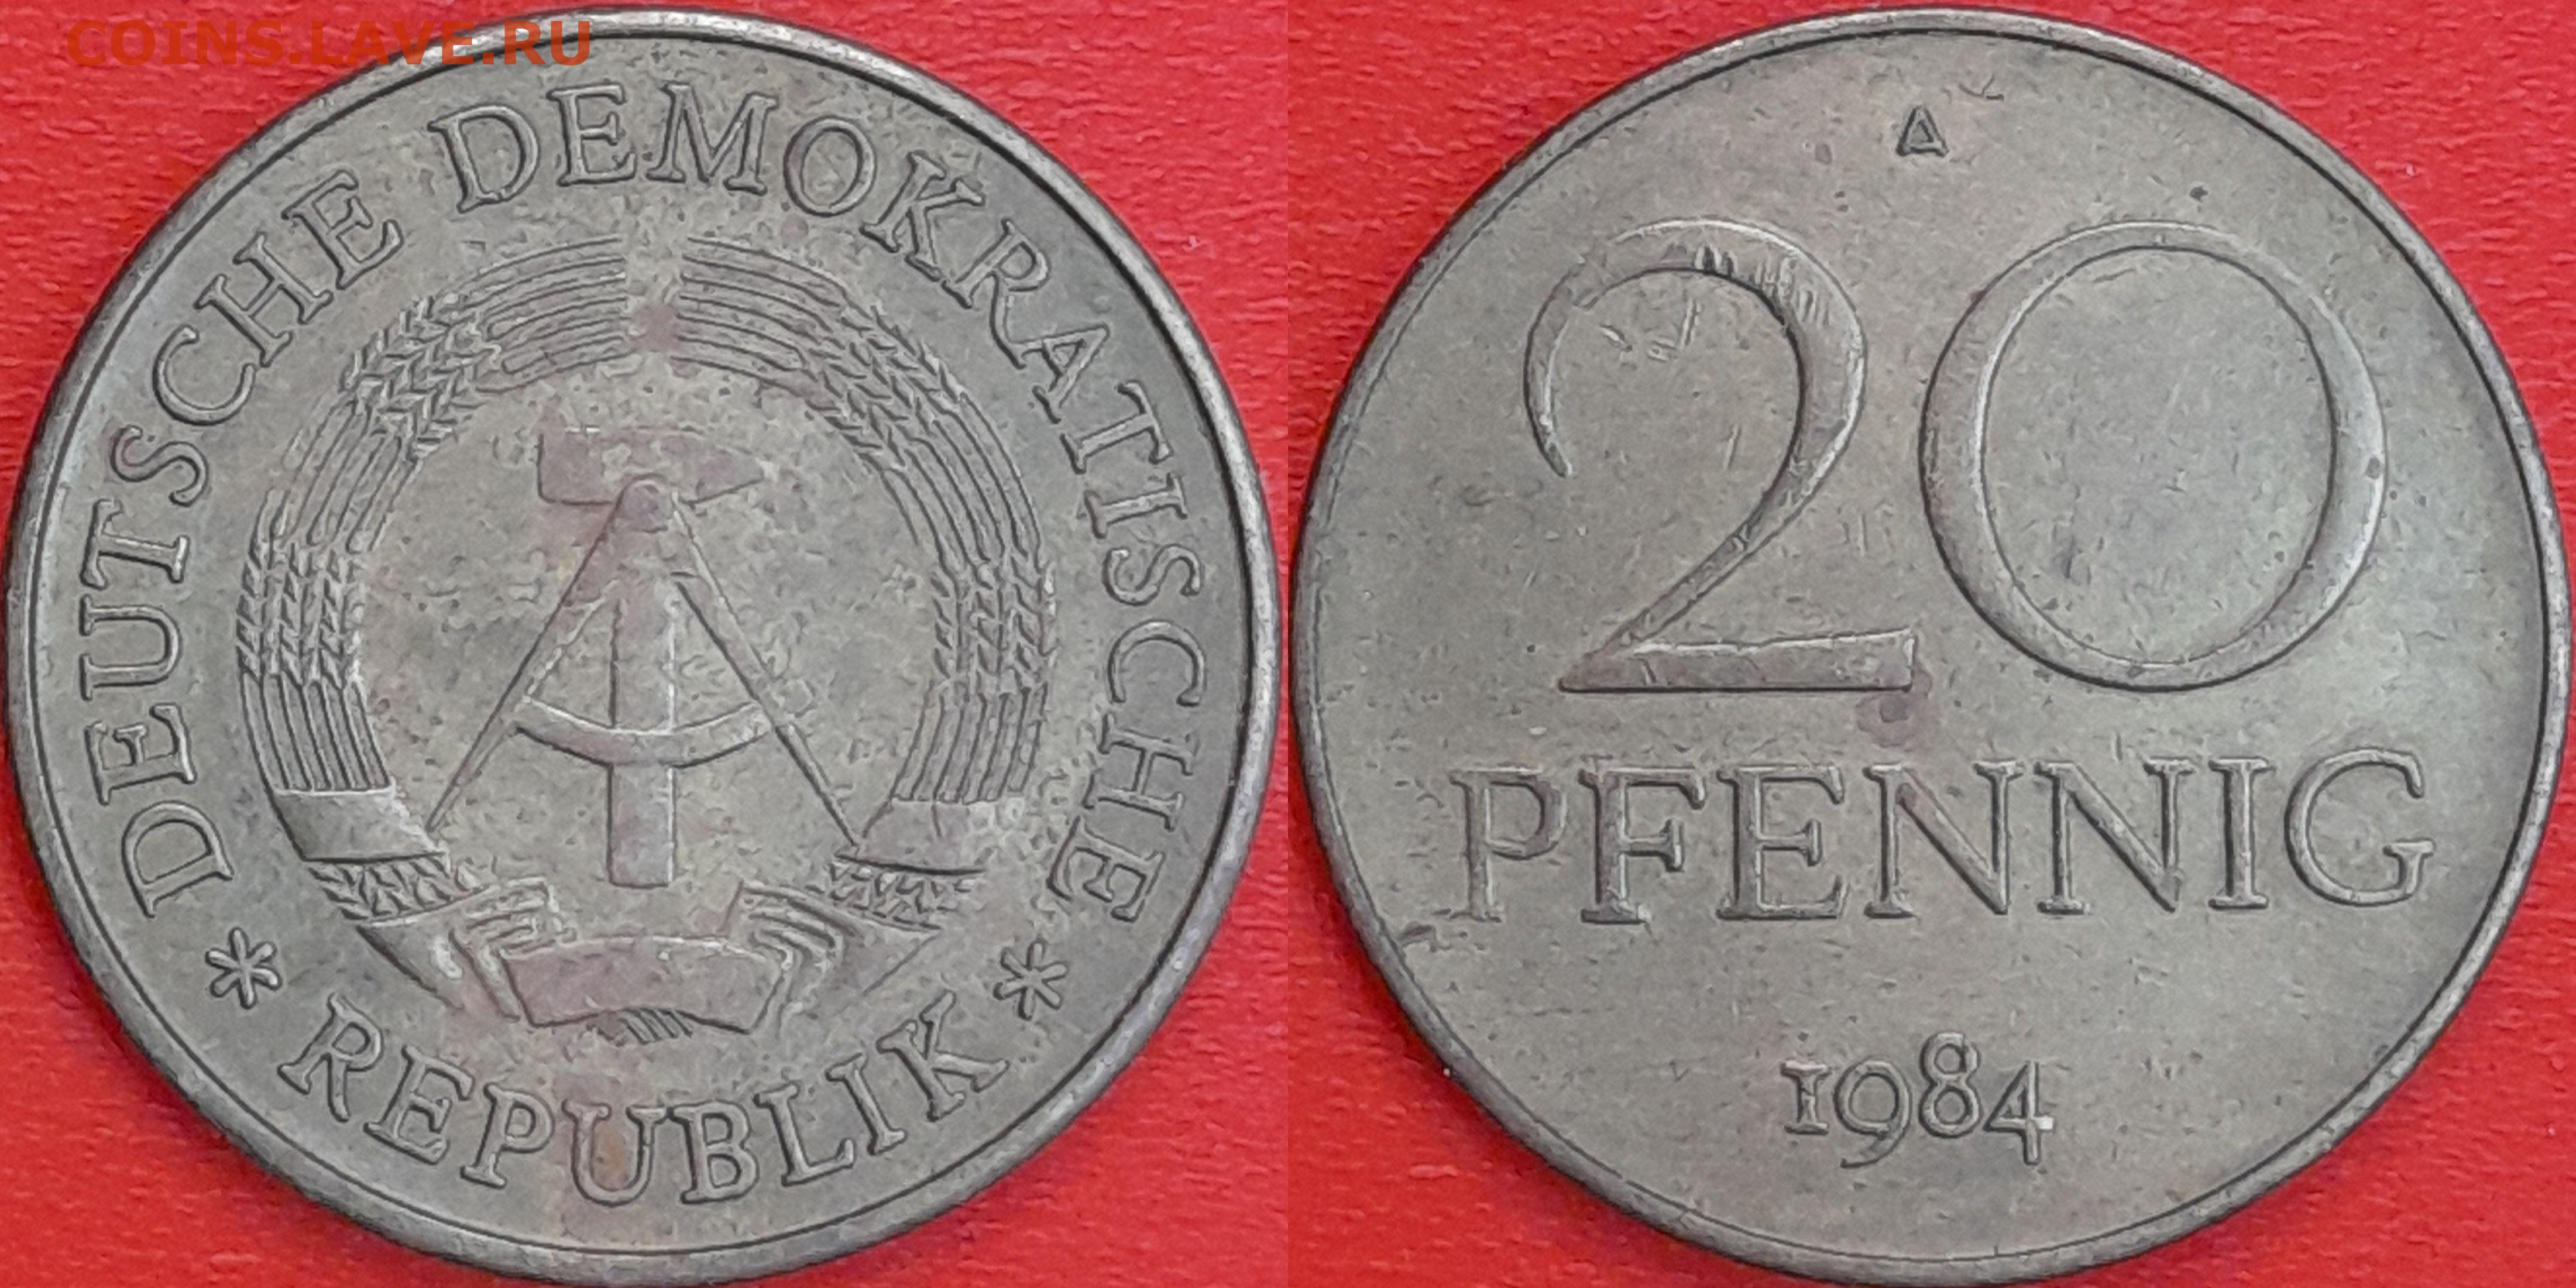 COINS.LAVE.RU
DEUTSCHE DEMOKRATISCHE
* REPUBLIK *
A
20
PFENNIG
1984